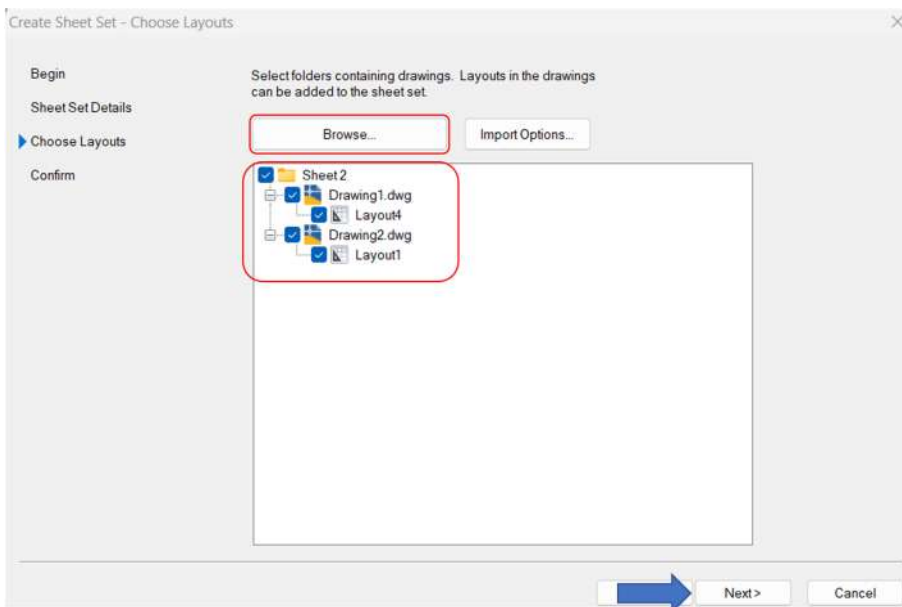 Create Sheet Set - Choose Layouts
Begin
Sheet Set Details
Choose Layouts
Confirm
Select folders containing drawings. Layouts in the drawings
can be added to the sheet set.
Browse...
Import Options...
Sheet 2
Drawing1.dwg
Layout4
Drawing2.dwg
Layout1
Next>
Cancel